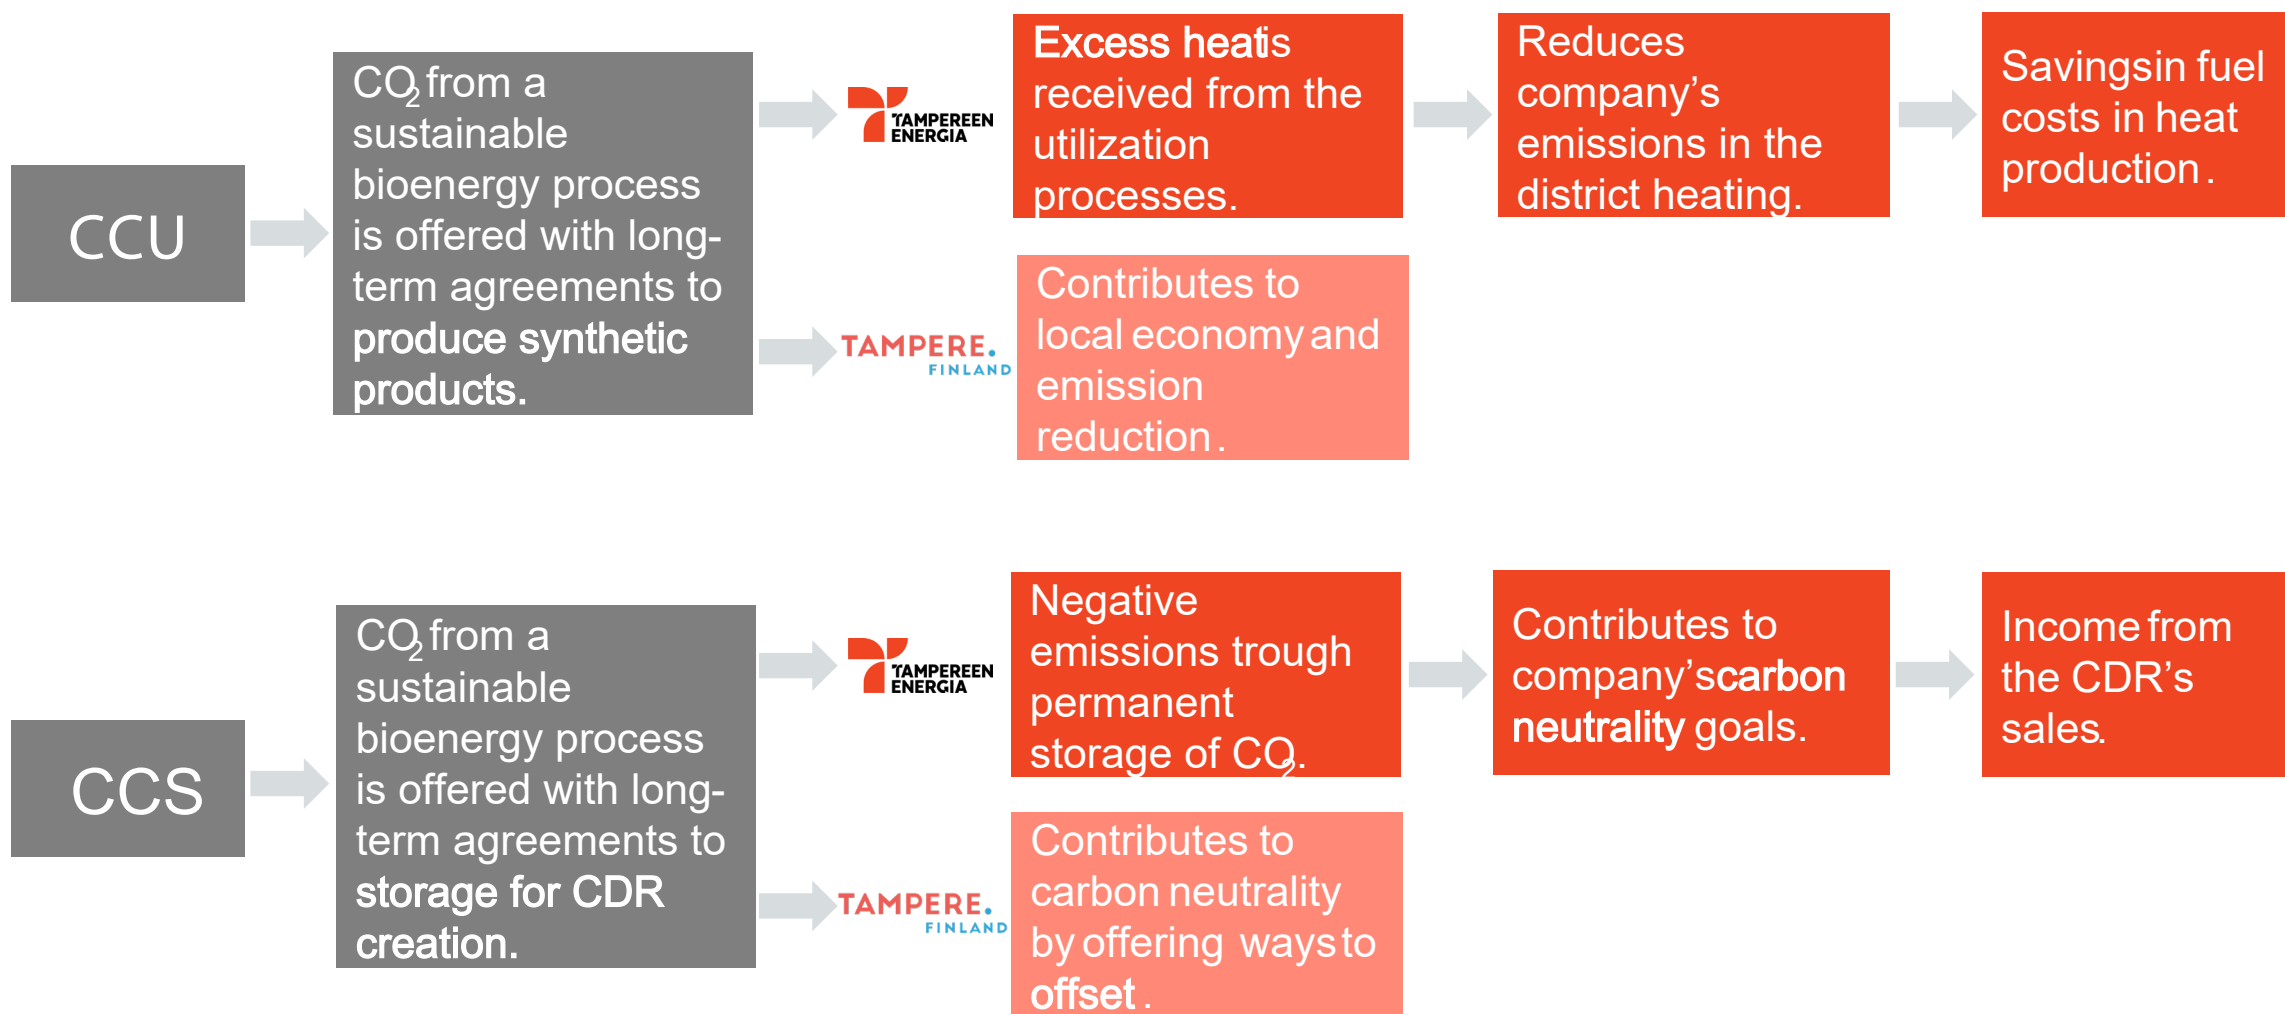 CCU
CO2 from a
sustainable
bioenergy process
is offered with long-
term agreements to
produce synthetic
products.
TAMPEREEN
ENERGIA
Excess heat is
received from the
utilization
processes.
Reduces
company's
emissions in the
district heating.
Savings in fuel
costs in heat
production.
TAMPERE.
FINLAND
Contributes to
local economy and
emission
reduction.
CCS
CO2 from a
sustainable
bioenergy process
is offered with long-
term agreements to
storage for CDR
creation.
TAMPEREEN
ENERGIA
Negative
emissions trough
permanent
storage of CO2.
Contributes to
company's carbon
neutrality goals.
Income from
the CDR's
sales.
TAMPERE.
FINLAND
Contributes to
carbon neutrality
by offering ways to
offset.